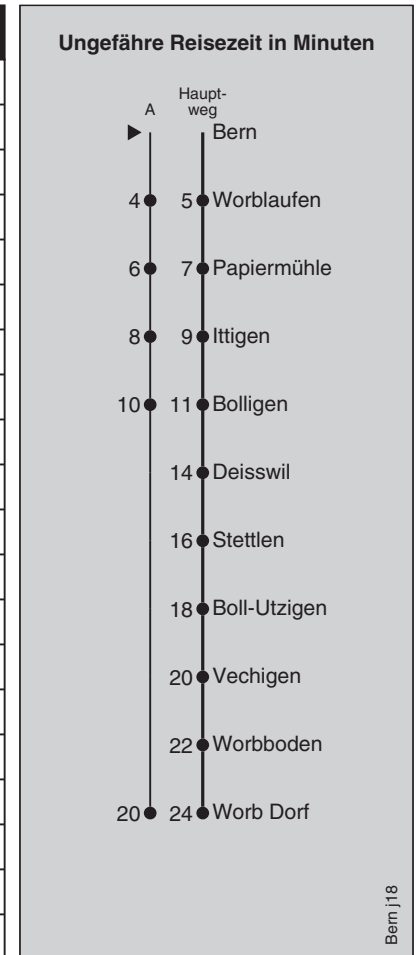 Ungefähre Reisezeit in Minuten
A Haupt-
weg
Bern
4 5 Worblaufen
6 7 Papiermühle
8 9 Ittigen
10 11 Bolligen
14 Deisswil
16 Stettlen
18 Boll-Utzigen
20 Vechigen
22 Worbboden
20 24 Worb Dorf
Bern j18